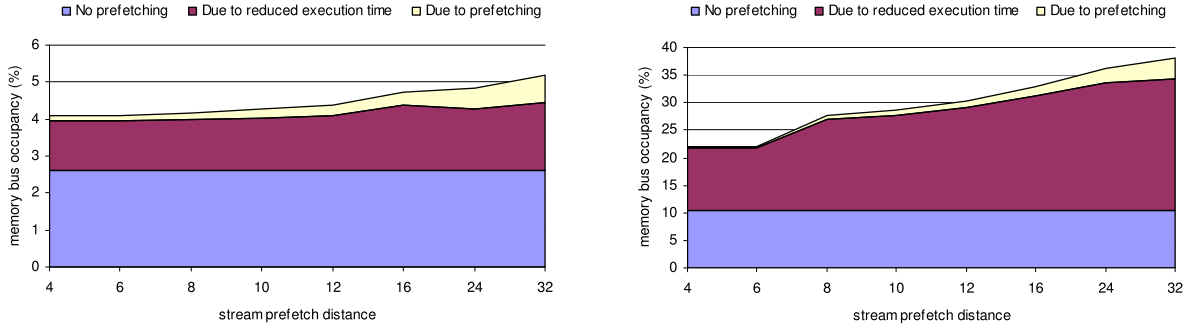 No prefetching Due to reduced execution time Due to prefetching
6
5
4
3
2
1
0
memory bus occupancy (%)
4 6 8 10 12 16 24 32
stream prefetch distance
No prefetching Due to reduced execution time Due to prefetching
40
35
30
25
20
15
10
5
0
memory bus occupancy (%)
4 6 8 10 12 16 24 32
stream prefetch distance